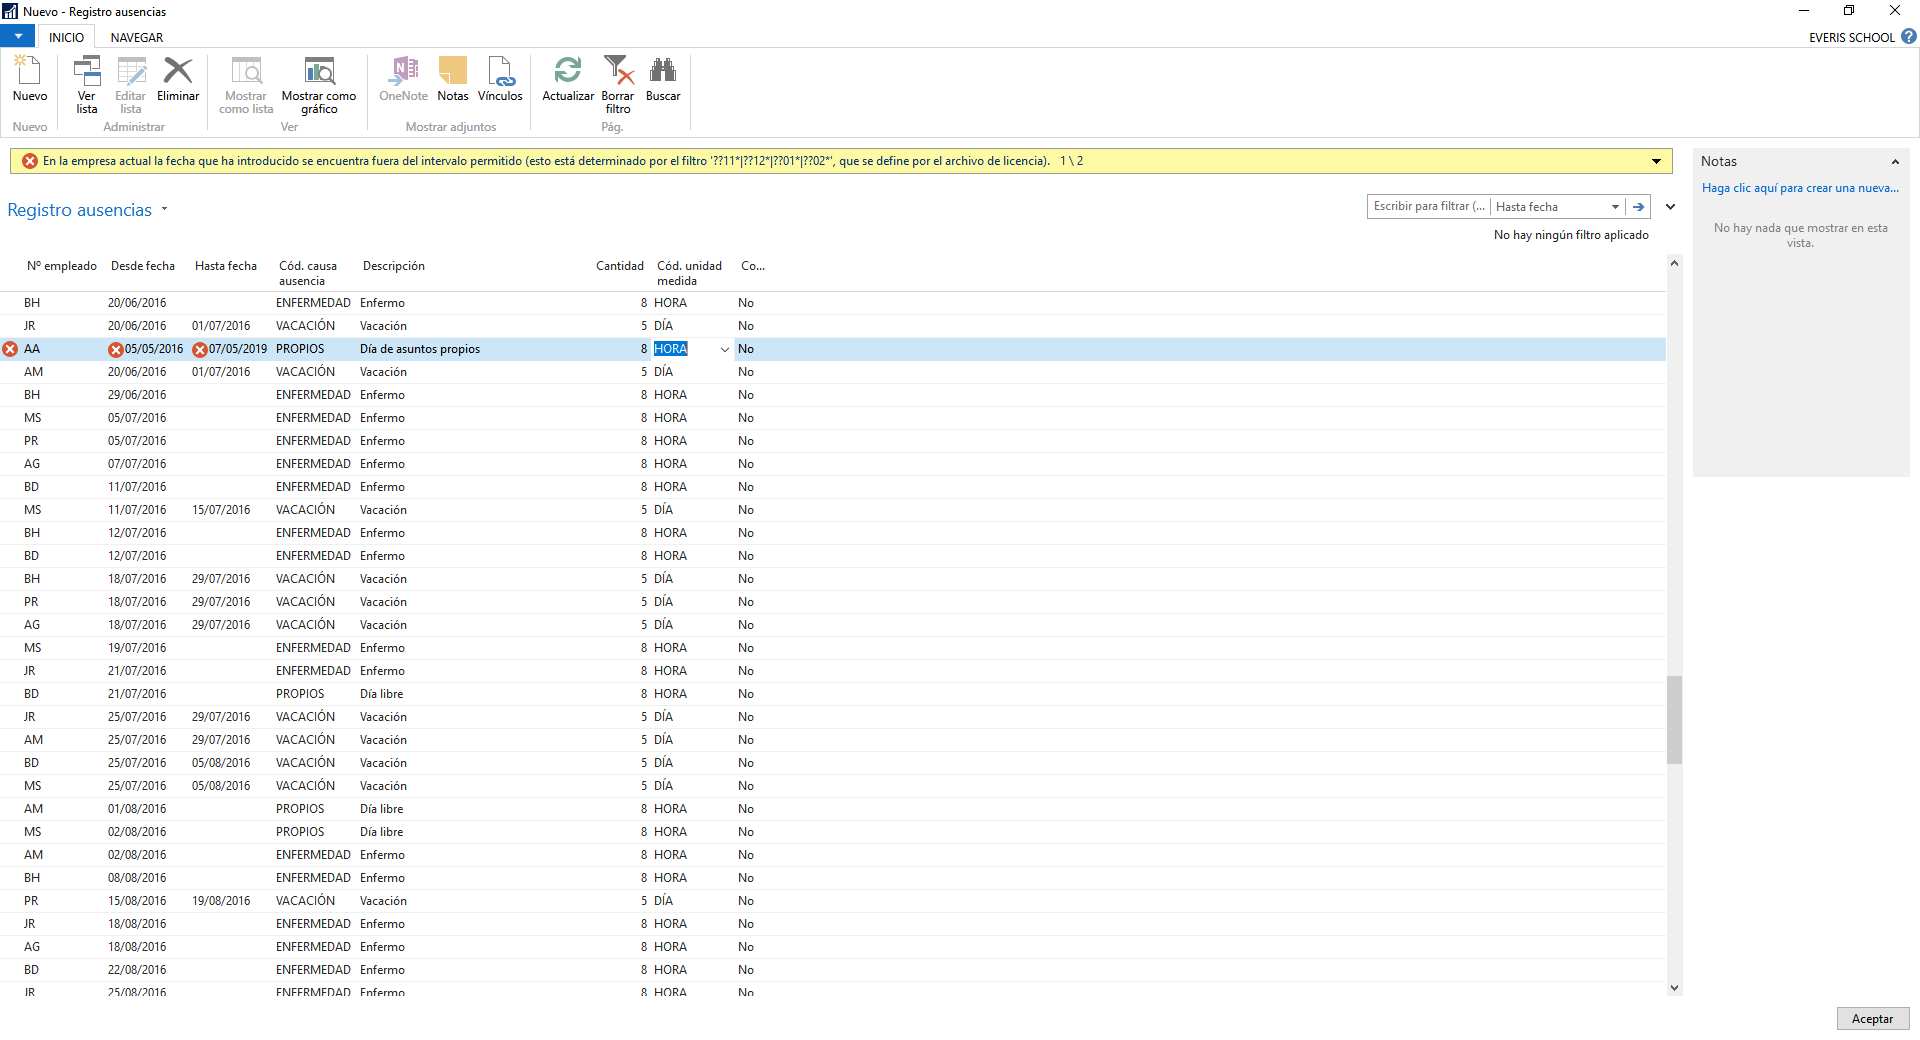 Nuevo - Registro ausencias
INICIO NAVEGAR
EVERIS SCHOOL ?
Nuevo
Ver lista
Editar lista
Eliminar
Mostrar como lista
Mostrar como gráfico
OneNote
Notas
Vínculos
Actualizar
Borrar filtro
Buscar
Nuevo Administrar Ver Mostrar adjuntos Pág.
En la empresa actual la fecha que ha introducido se encuentra fuera del intervalo permitido (esto está determinado por el filtro '??11*|??12*|??01*|??02*', que se define por el archivo de licencia). 1 \ 2
Notas
Haga clic aquí para crear una nueva...
No hay nada que mostrar en esta
vista.
Registro ausencias
Escribir para filtrar (... Hasta fecha
No hay ningún filtro aplicado
Nº empleado Desde fecha Hasta fecha Cód. causa ausencia Descripción Cantidad Cód. unidad medida Co...
BH 20/06/2016 ENFERMEDAD Enfermo 8 HORA No
JR 20/06/2016 01/07/2016 VACACIÓN Vacación 5 DÍA No
AA 05/05/2016 07/05/2019 PROPIOS Día de asuntos propios 8 HORA No
AM 20/06/2016 01/07/2016 VACACIÓN Vacación 5 DÍA No
BH 29/06/2016 ENFERMEDAD Enfermo 8 HORA No
MS 05/07/2016 ENFERMEDAD Enfermo 8 HORA No
PR 05/07/2016 ENFERMEDAD Enfermo 8 HORA No
AG 07/07/2016 ENFERMEDAD Enfermo 8 HORA No
BD 11/07/2016 ENFERMEDAD Enfermo 8 HORA No
MS 11/07/2016 15/07/2016 VACACIÓN Vacación 5 DÍA No
BH 12/07/2016 ENFERMEDAD Enfermo 8 HORA No
BD 12/07/2016 ENFERMEDAD Enfermo 8 HORA No
BH 18/07/2016 29/07/2016 VACACIÓN Vacación 5 DÍA No
PR 18/07/2016 29/07/2016 VACACIÓN Vacación 5 DÍA No
AG 18/07/2016 29/07/2016 VACACIÓN Vacación 5 DÍA No
MS 19/07/2016 ENFERMEDAD Enfermo 8 HORA No
JR 21/07/2016 ENFERMEDAD Enfermo 8 HORA No
BD 21/07/2016 PROPIOS Día libre 8 HORA No
JR 25/07/2016 29/07/2016 VACACIÓN Vacación 5 DÍA No
AM 25/07/2016 29/07/2016 VACACIÓN Vacación 5 DÍA No
BD 25/07/2016 05/08/2016 VACACIÓN Vacación 5 DÍA No
MS 25/07/2016 05/08/2016 VACACIÓN Vacación 5 DÍA No
AM 01/08/2016 PROPIOS Día libre 8 HORA No
MS 02/08/2016 PROPIOS Día libre 8 HORA No
AM 02/08/2016 ENFERMEDAD Enfermo 8 HORA No
BH 08/08/2016 ENFERMEDAD Enfermo 8 HORA No
PR 15/08/2016 19/08/2016 VACACIÓN Vacación 5 DÍA No
JR 18/08/2016 ENFERMEDAD Enfermo 8 HORA No
AG 18/08/2016 ENFERMEDAD Enfermo 8 HORA No
BD 22/08/2016 ENFERMEDAD Enfermo 8 HORA No
JR 25/08/2016 ENFERMEDAD Enfermo 8 HORA No
Aceptar